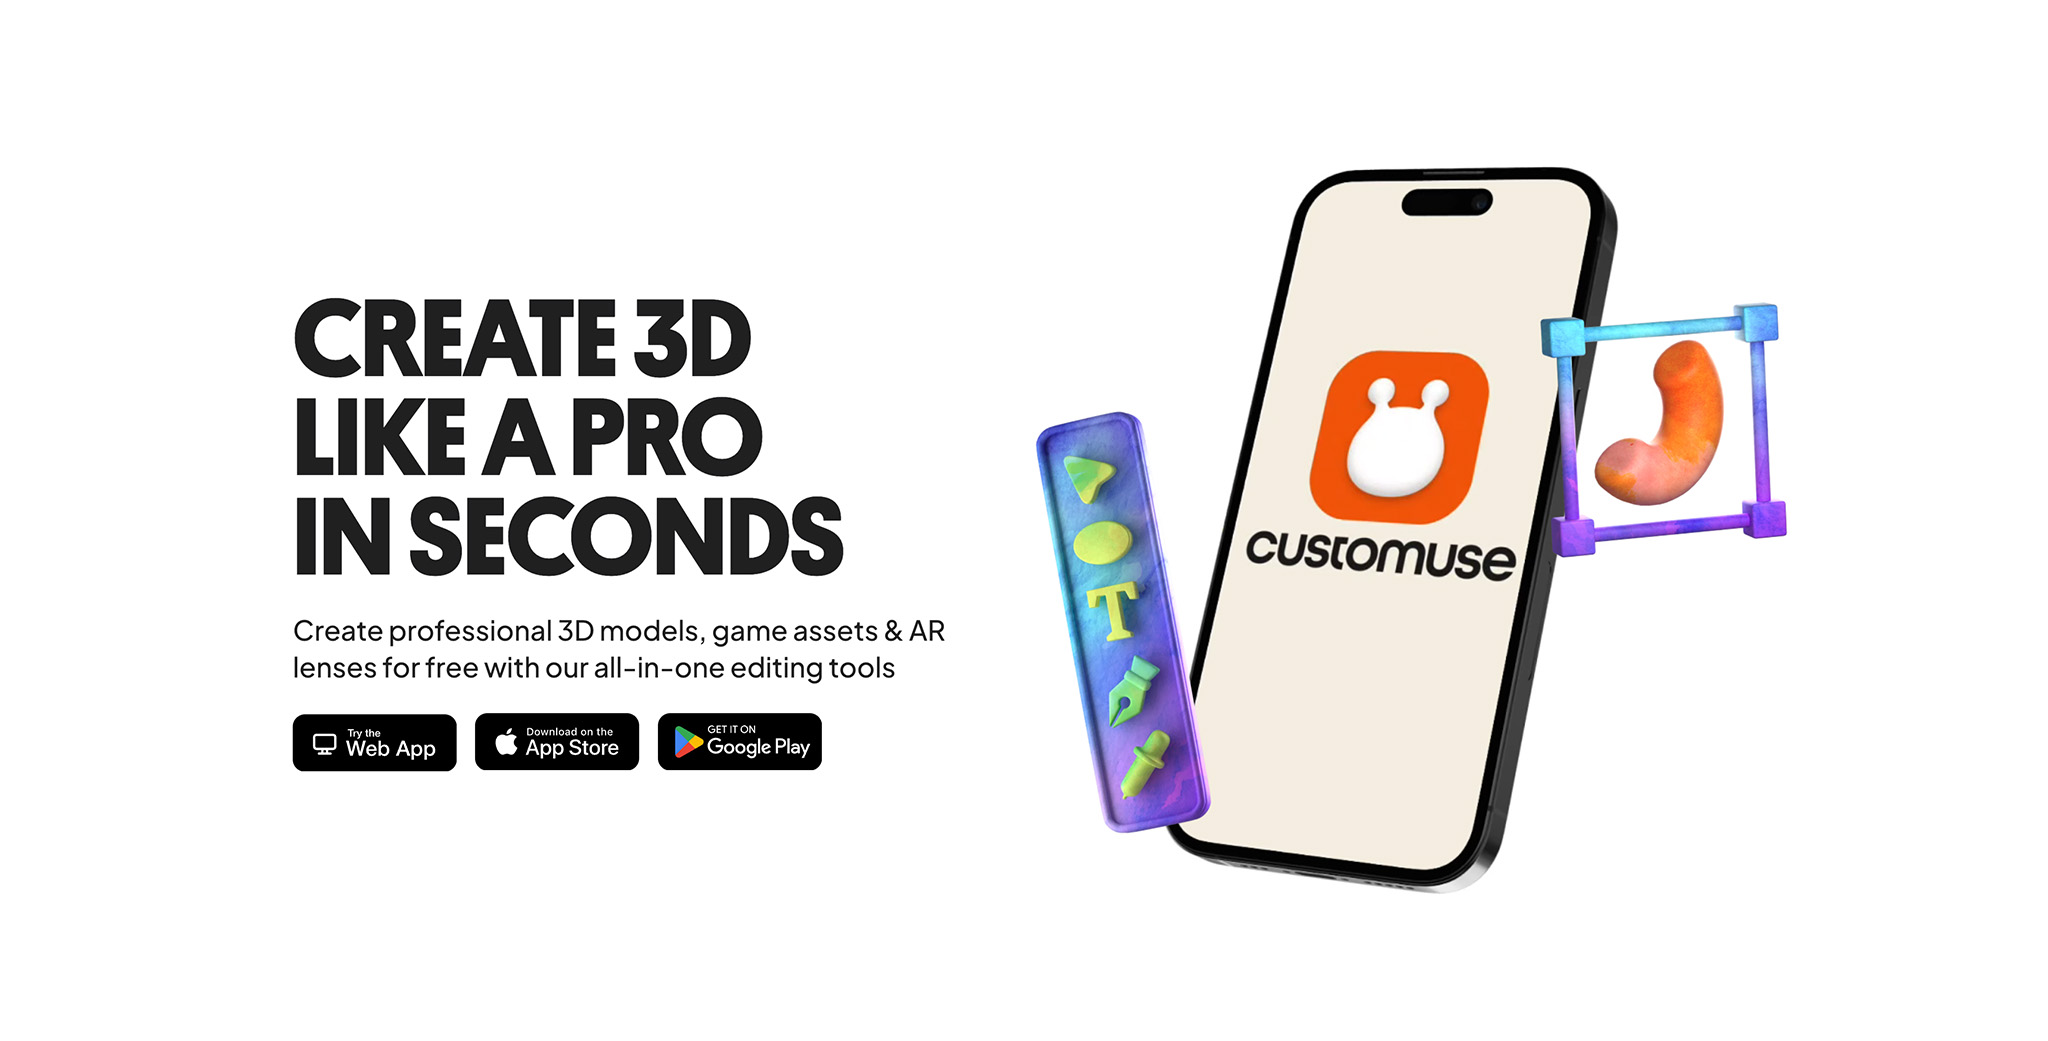 CREATE 3D
LIKE A PRO
IN SECONDS
Create professional 3D models, game assets & AR
lenses for free with our all-in-one editing tools
Try the
Web App
Download on the
App Store
GET IT ON
Google Play
T
customuse